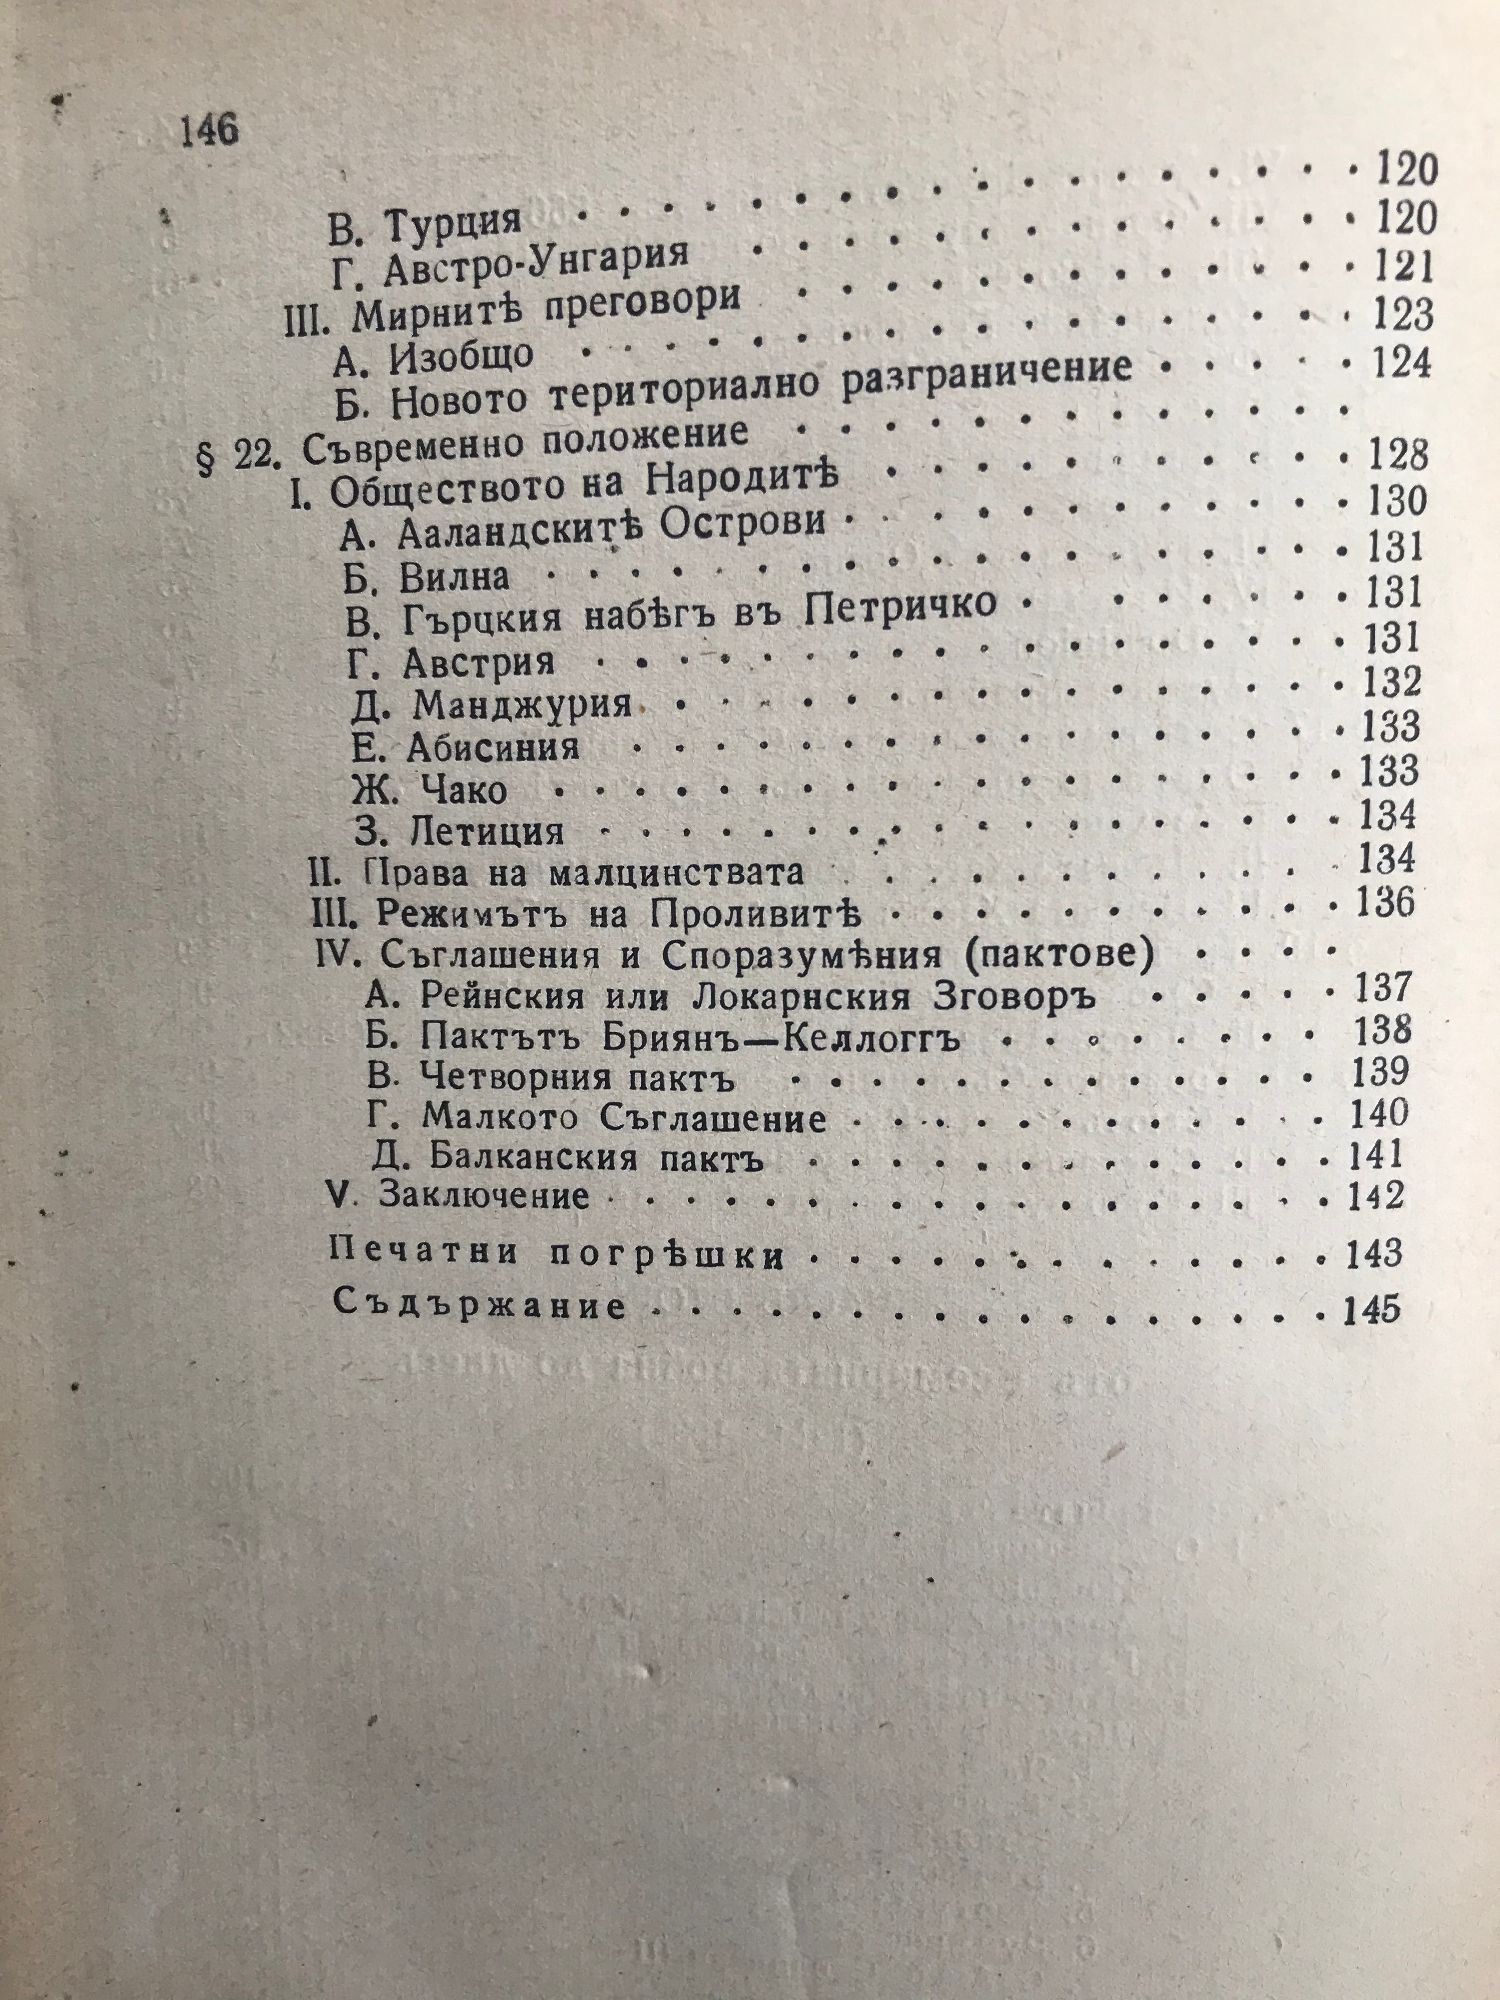 146
В. Турция . . . . . . . . . . . . . . . . . . 120
Г. Австро-Унгария . . . . . . . . . . . . . . 120
III. Мирнитѣ преговори . . . . . . . . . . . . . 121
А. Изобщо . . . . . . . . . . . . . . . . . . 123
Б. Новото териториално разграничение . . . . . 124
§ 22. Съвременно положение . . . . . . . . . . . . .
I. Обществото на Народитѣ . . . . . . . . . . . 128
А. Ааландскитѣ Острови . . . . . . . . . . . . 130
Б. Вилна . . . . . . . . . . . . . . . . . . . 131
В. Гърцкия набѣгъ въ Петричко . . . . . . . 131
Г. Австрия . . . . . . . . . . . . . . . . . . 131
Д. Манджурия . . . . . . . . . . . . . . . . 132
Е. Абисиния . . . . . . . . . . . . . . . . . 133
Ж. Чако . . . . . . . . . . . . . . . . . . . 133
З. Летиция . . . . . . . . . . . . . . . . . . 134
II. Права на малцинствата . . . . . . . . . . . 134
III. Режимътъ на Проливитѣ . . . . . . . . . . . 136
IV. Съглашения и Споразумѣния (пактове) . . . .
А. Рейнския или Локарнския Зговоръ . . . . . 137
Б. Пактътъ Бриянъ—Келлоггъ . . . . . . . . 138
В. Четворния пактъ . . . . . . . . . . . . . 139
Г. Малкото Съглашение . . . . . . . . . . . . 140
Д. Балканския пактъ . . . . . . . . . . . . . 141
V. Заключение . . . . . . . . . . . . . . . . . . 142
Печатни погрѣшки . . . . . . . . . . . . . 143
Съдържание . . . . . . . . . . . . . . . . . 145